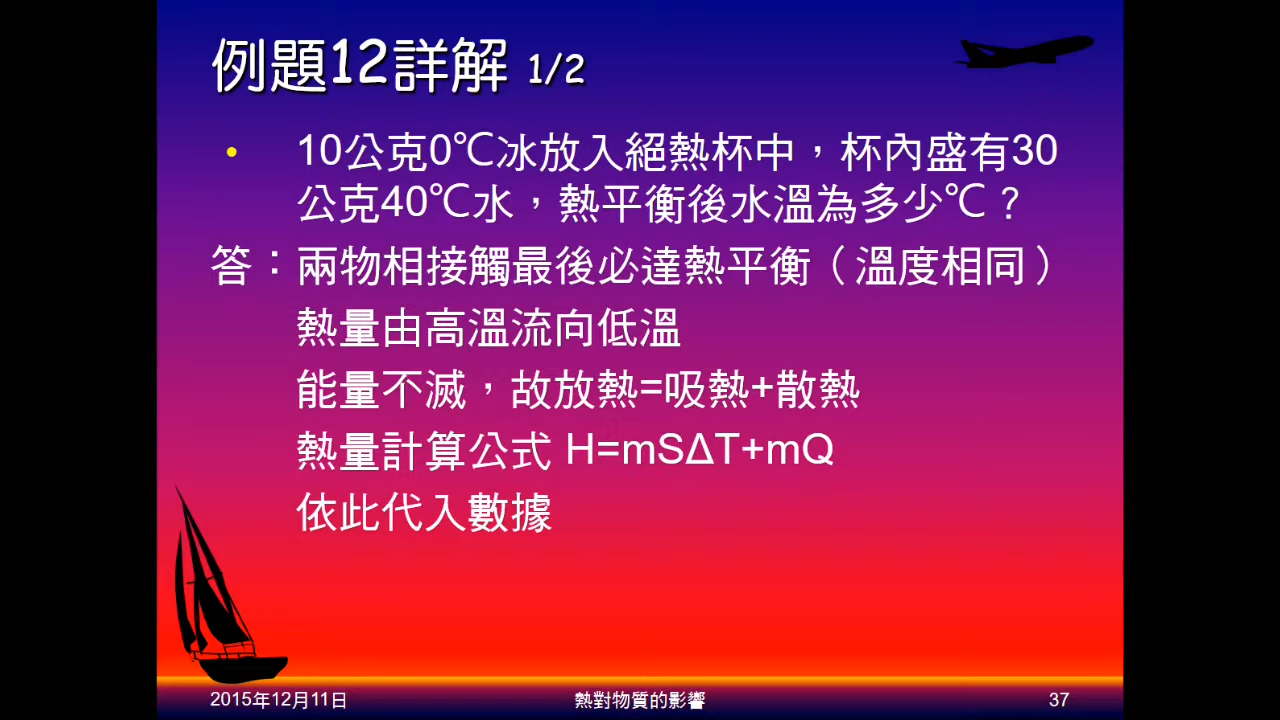 例題12詳解 1/2
• 10公克0℃冰放入絕熱杯中，杯內盛有30
公克40℃水，熱平衡後水溫為多少℃？
答：兩物相接觸最後必達熱平衡（溫度相同）
熱量由高溫流向低溫
能量不滅，故放熱=吸熱+散熱
熱量計算公式 H=mSΔT+mQ
依此代入數據
2015年12月11日 熱對物質的影響 37